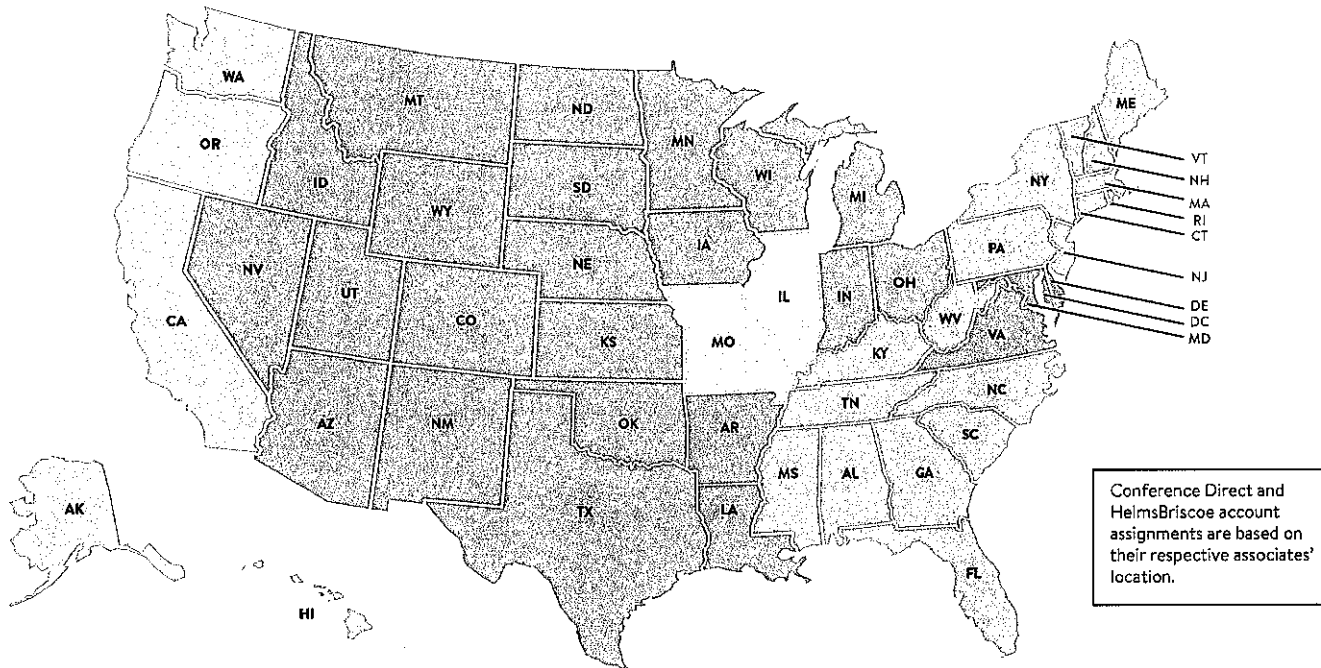 WA
MT
ND
MN
ME
OR
ID
SD
WI
MI
NY
VT
NH
MA
RI
CT
WY
IA
PA
NJ
NV
UT
CO
NE
IL
IN
OH
WV
VA
DE
DC
MD
CA
KS
MO
KY
AZ
NM
OK
AR
TN
NC
SC
MS
AL
GA
AK
TX
LA
FL
HI
Conference Direct and
HelmsBriscoe account
assignments are based on
their respective associates'
location.